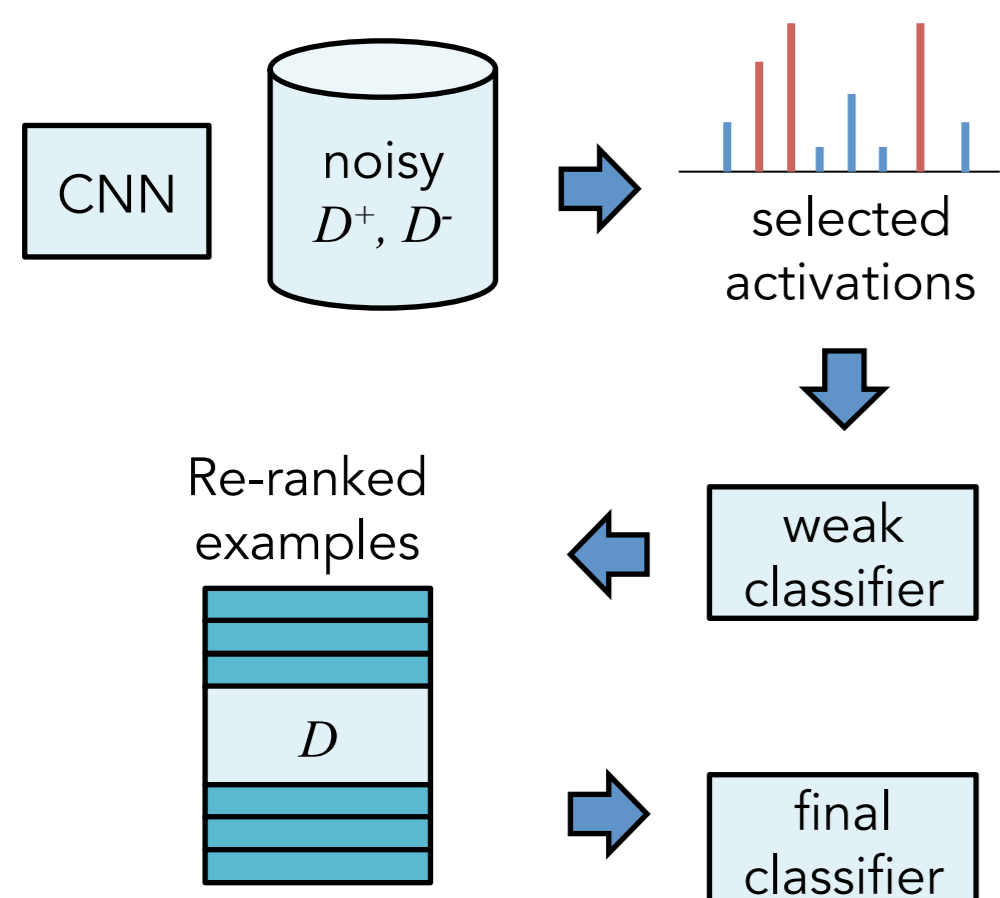 CNN
noisy
D⁺, D⁻
selected
activations
Re-ranked
examples
weak
classifier
D
final
classifier